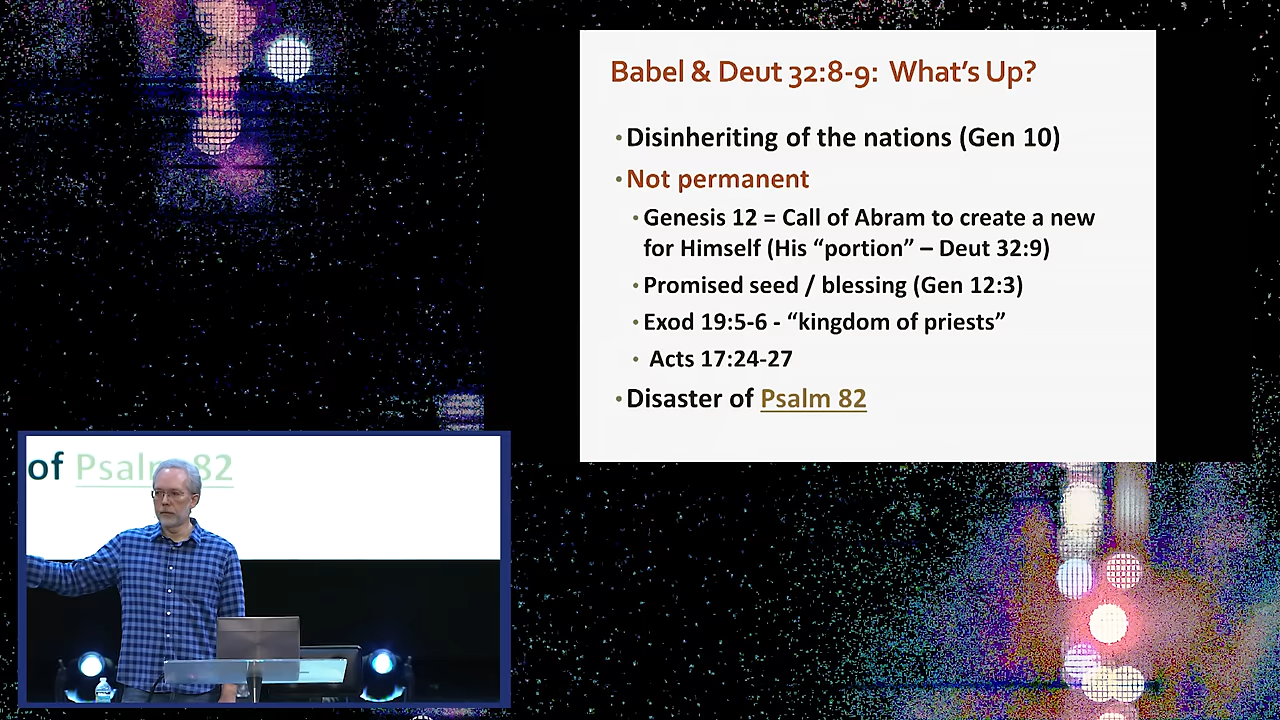 Babel & Deut 32:8-9: What's Up?
•Disinheriting of the nations (Gen 10)
•Not permanent
•Genesis 12 = Call of Abram to create a new
for Himself (His “portion” – Deut 32:9)
•Promised seed / blessing (Gen 12:3)
•Exod 19:5-6 - “kingdom of priests”
• Acts 17:24-27
•Disaster of Psalm 82
of Psalm 82